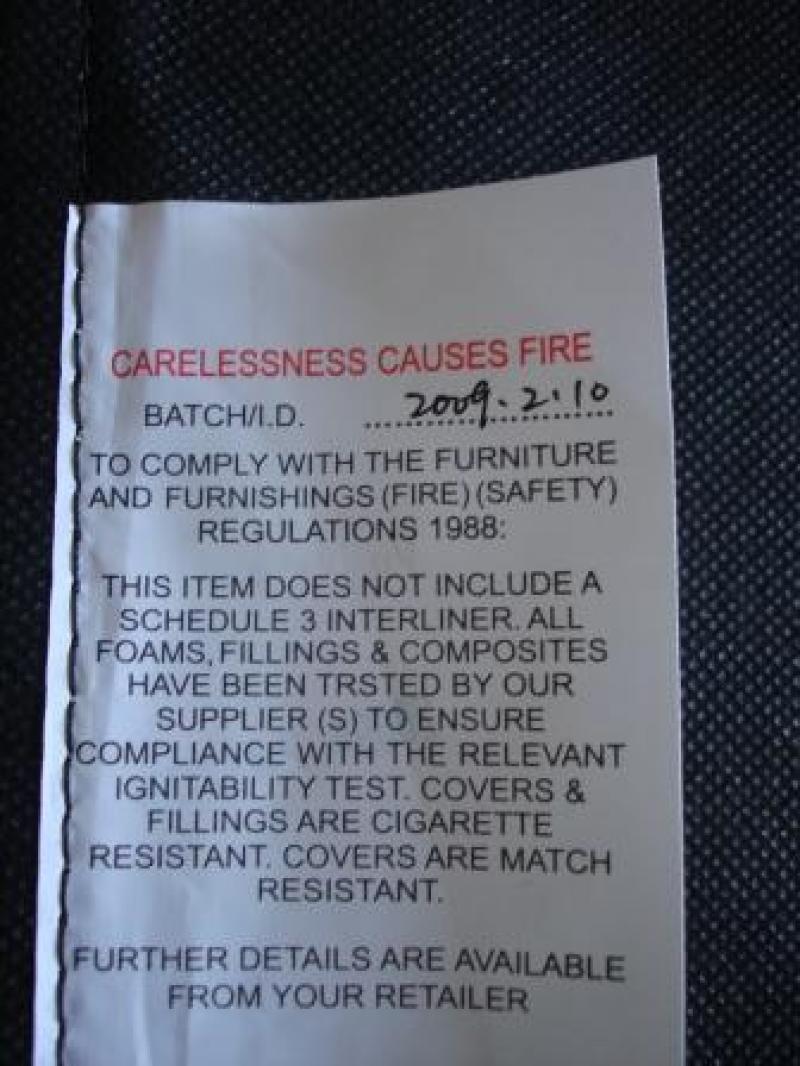 CARELESSNESS CAUSES FIRE
BATCH/I.D. 2009.2.10
TO COMPLY WITH THE FURNITURE
AND FURNISHINGS (FIRE) (SAFETY)
REGULATIONS 1988:
THIS ITEM DOES NOT INCLUDE A
SCHEDULE 3 INTERLINER. ALL
FOAMS, FILLINGS & COMPOSITES
HAVE BEEN TRSTED BY OUR
SUPPLIER (S) TO ENSURE
COMPLIANCE WITH THE RELEVANT
IGNITABILITY TEST. COVERS &
FILLINGS ARE CIGARETTE
RESISTANT. COVERS ARE MATCH
RESISTANT.
FURTHER DETAILS ARE AVAILABLE
FROM YOUR RETAILER